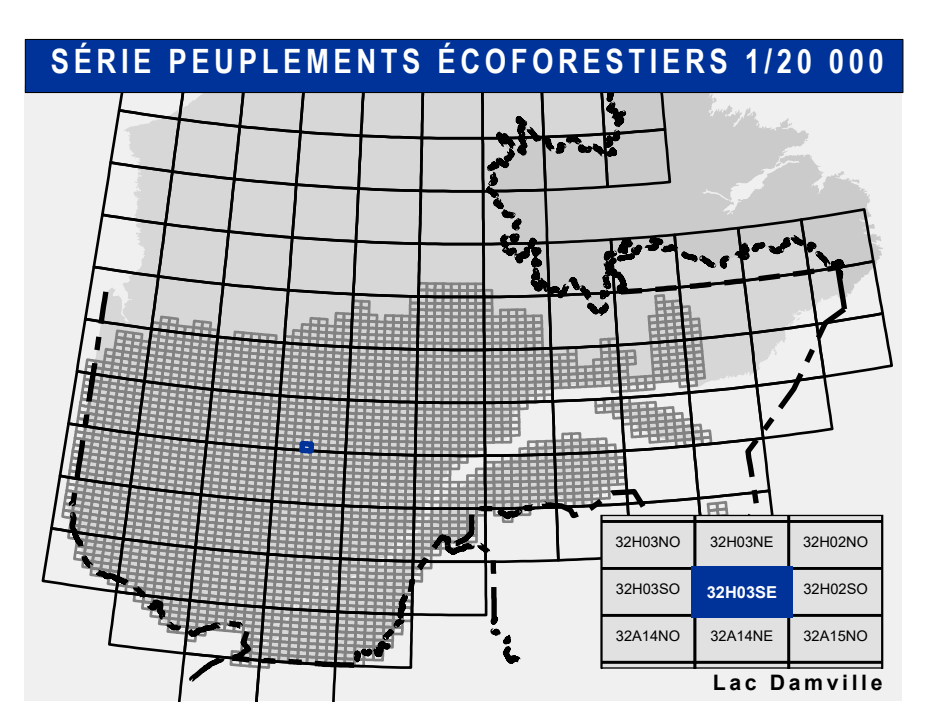 SÉRIE PEUPLEMENTS ÉCOFORESTIERS 1/20 000
32H03NO 32H03NE 32H02NO
32H03SO 32H03SE 32H02SO
32A14NO 32A14NE 32A15NO
Lac Damville